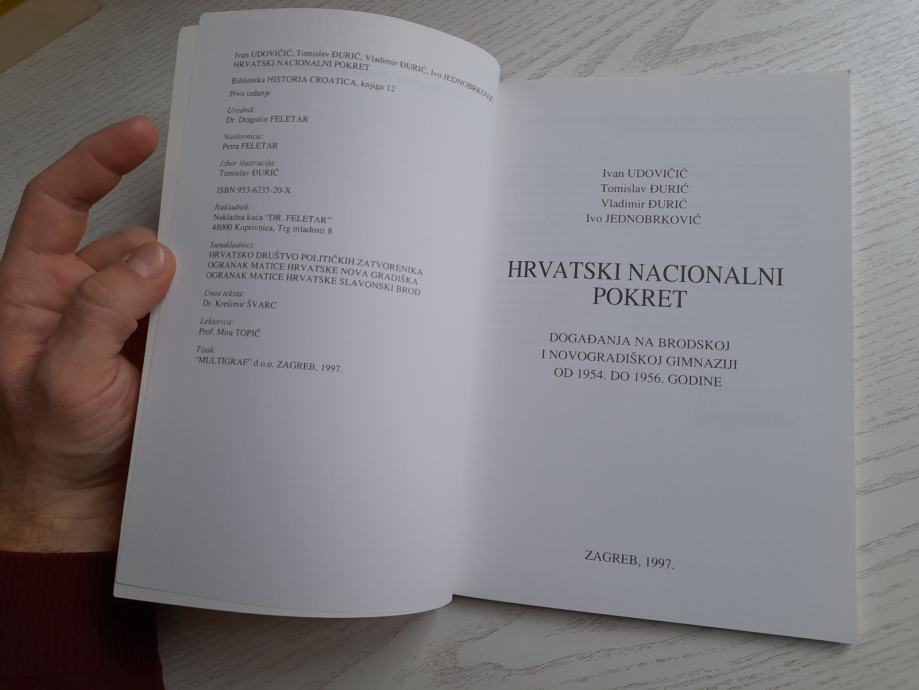 Ivan UDOVIČIĆ, Tomislav ĐURIĆ, Vladimir ĐURIĆ, Ivo JEDNOBRKOVIĆ
HRVATSKI NACIONALNI POKRET
Biblioteka HISTORIA CROATICA, knjiga 12
Prvo izdanje
Urednik:
Dr. Dragutin FELETAR
Naslovnica:
Petra FELETAR
Izbor ilustracija:
Tomislav ĐURIĆ
ISBN 953-6235-20-X
Nakladnik:
Nakladna kuća "DR. FELETAR"
48000 Koprivnica, Trg mladosti 8
Sunakladnici:
HRVATSKO DRUŠTVO POLITIČKIH ZATVORENIKA
OGRANAK MATICE HRVATSKE NOVA GRADIŠKA
OGRANAK MATICE HRVATSKE SLAVONSKI BROD
Unos teksta:
Dr. Krešimir ŠVARC
Lektorica:
Prof. Mira TOPIĆ
Tisak:
"MULTIGRAF" d.o.o. ZAGREB, 1997.
Ivan UDOVIČIĆ
Tomislav ĐURIĆ
Vladimir ĐURIĆ
Ivo JEDNOBRKOVIĆ
HRVATSKI NACIONALNI
POKRET
DOGAĐANJA NA BRODSKOJ
I NOVOGRADIŠKOJ GIMNAZIJI
OD 1954. DO 1956. GODINE
ZAGREB, 1997.